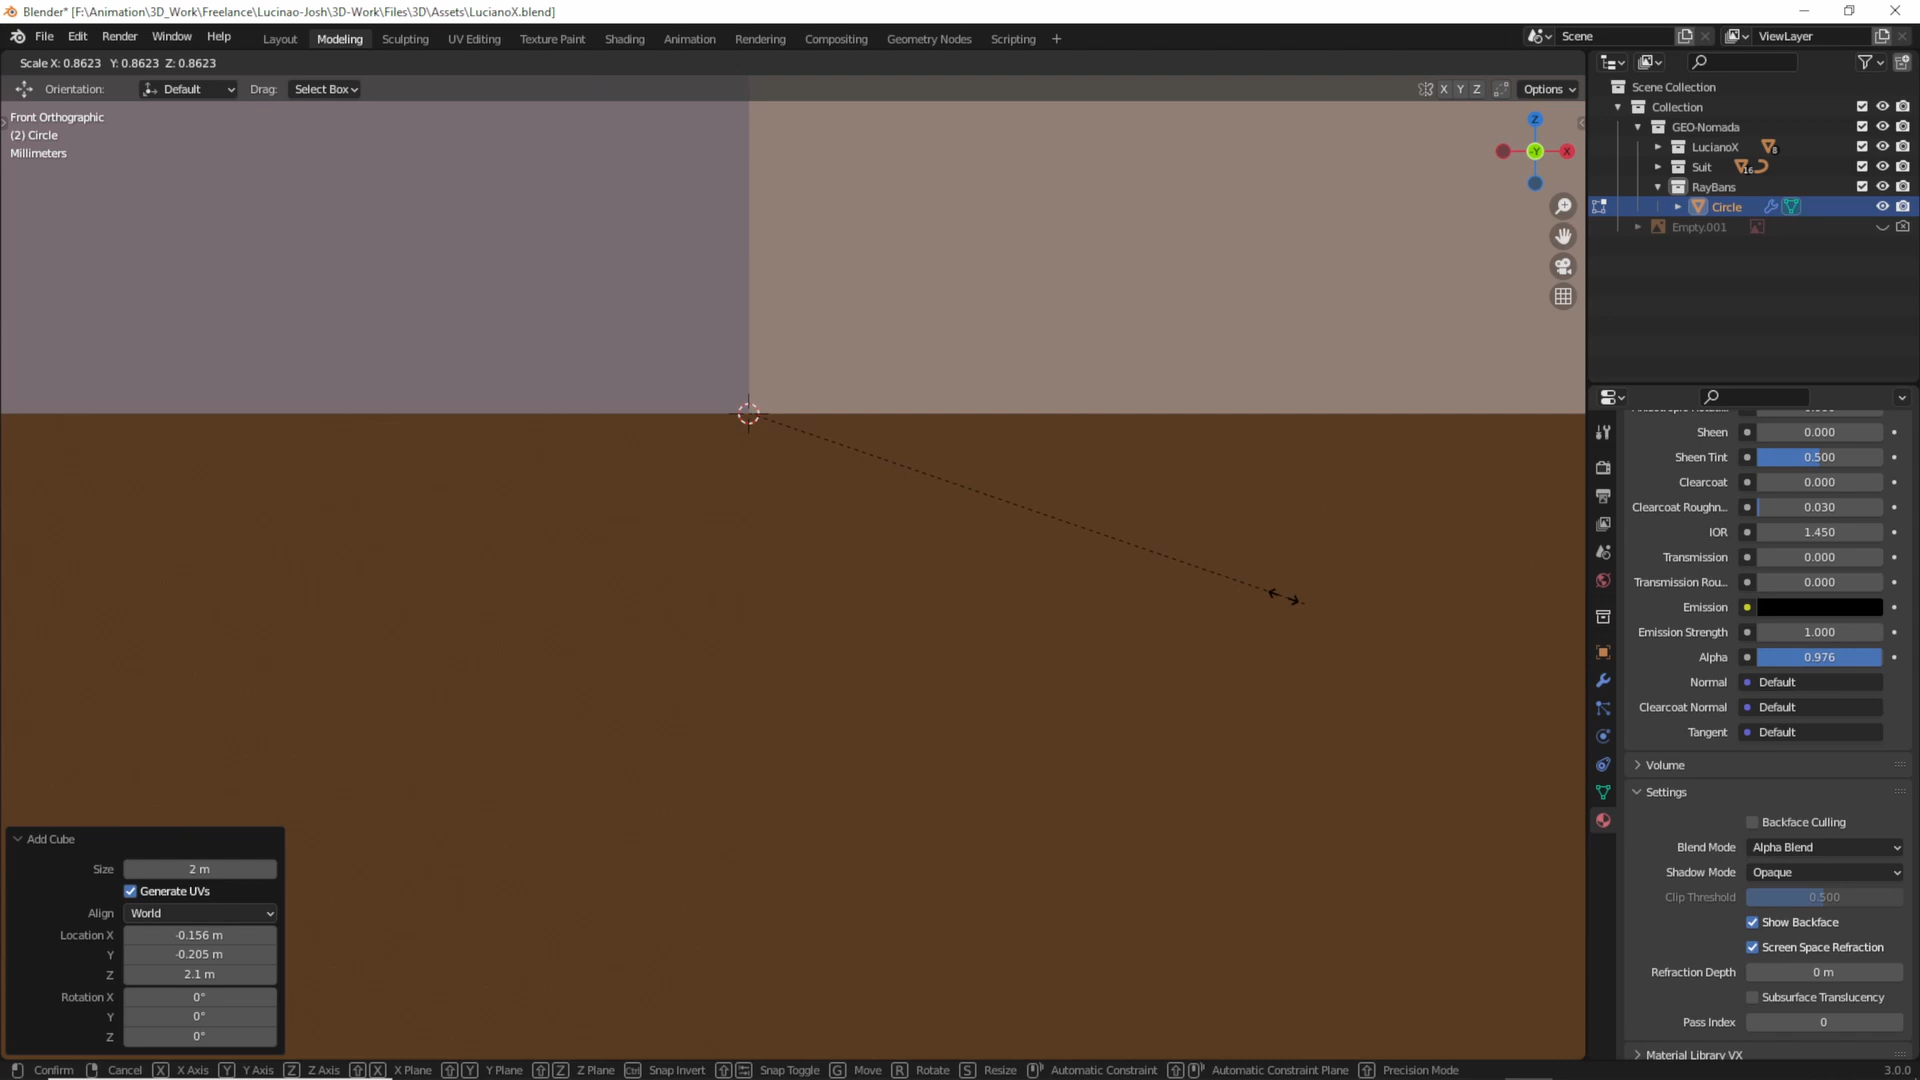 Blender* [F:\Animation\3D_Work\Freelance\Lucinao-Josh\3D-Work\Files\3D\Assets\LucianoX.blend]
File Edit Render Window Help Layout Modeling Sculpting UV Editing Texture Paint Shading Animation Rendering Compositing Geometry Nodes Scripting + Scene ViewLayer
Scale X: 0.8623 Y: 0.8623 Z: 0.8623
Orientation: Default Drag: Select Box X Y Z Options
Front Orthographic
(2) Circle
Millimeters
Z
-Y
X
Scene Collection
Collection
GEO-Nomada
LucianoX 8
Suit 16
RayBans
Circle
Empty.001
Sheen 0.000
Sheen Tint 0.500
Clearcoat 0.000
Clearcoat Roughn... 0.030
IOR 1.450
Transmission 0.000
Transmission Rou... 0.000
Emission
Emission Strength 1.000
Alpha 0.976
Normal Default
Clearcoat Normal Default
Tangent Default
Volume
Settings
Backface Culling
Blend Mode Alpha Blend
Shadow Mode Opaque
Clip Threshold 0.500
Show Backface
Screen Space Refraction
Refraction Depth 0 m
Subsurface Translucency
Pass Index 0
Material Library VX
Add Cube
Size 2 m
Generate UVs
Align World
Location X -0.156 m
Y -0.205 m
Z 2.1 m
Rotation X 0°
Y 0°
Z 0°
Confirm Cancel X X Axis Y Y Axis Z Z Axis X X Plane Y Y Plane Z Z Plane Ctrl Snap Invert Snap Toggle G Move R Rotate S Resize Automatic Constraint Automatic Constraint Plane Precision Mode 3.0.0